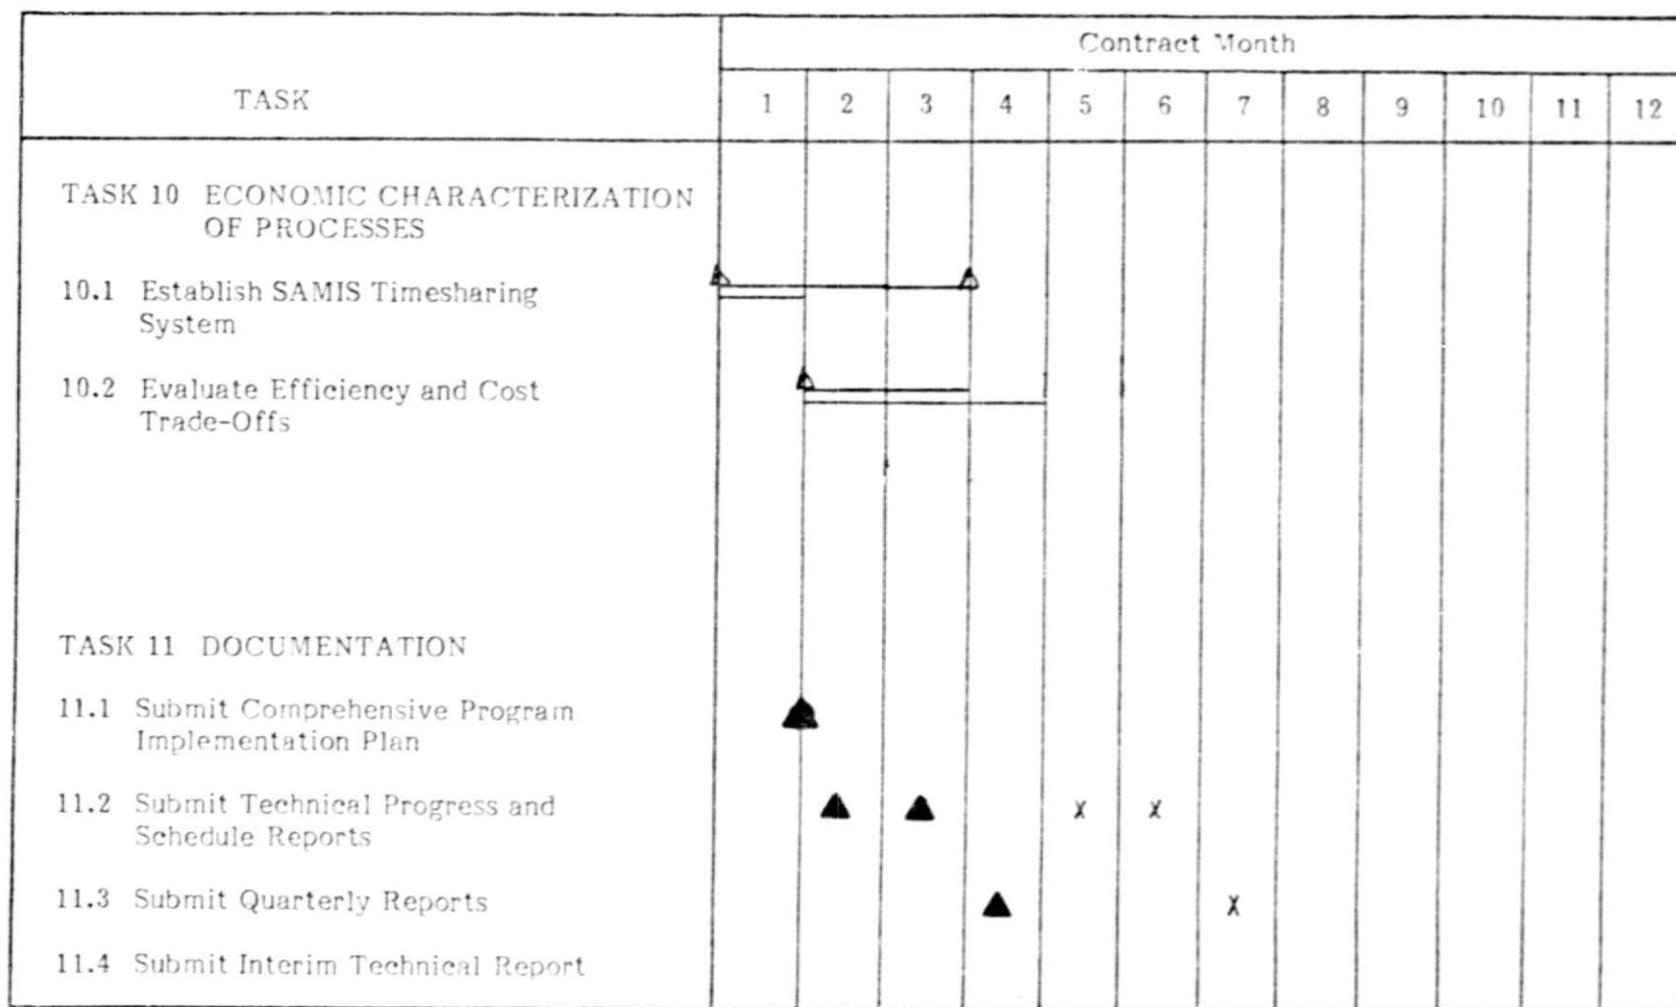 Contract Month
TASK
1 2 3 4 5 6 7 8 9 10 11 12
TASK 10 ECONOMIC CHARACTERIZATION
OF PROCESSES
10.1 Establish SAMIS Timesharing
System
10.2 Evaluate Efficiency and Cost
Trade-Offs
TASK 11 DOCUMENTATION
11.1 Submit Comprehensive Program
Implementation Plan
11.2 Submit Technical Progress and
Schedule Reports
X X
11.3 Submit Quarterly Reports
X
11.4 Submit Interim Technical Report